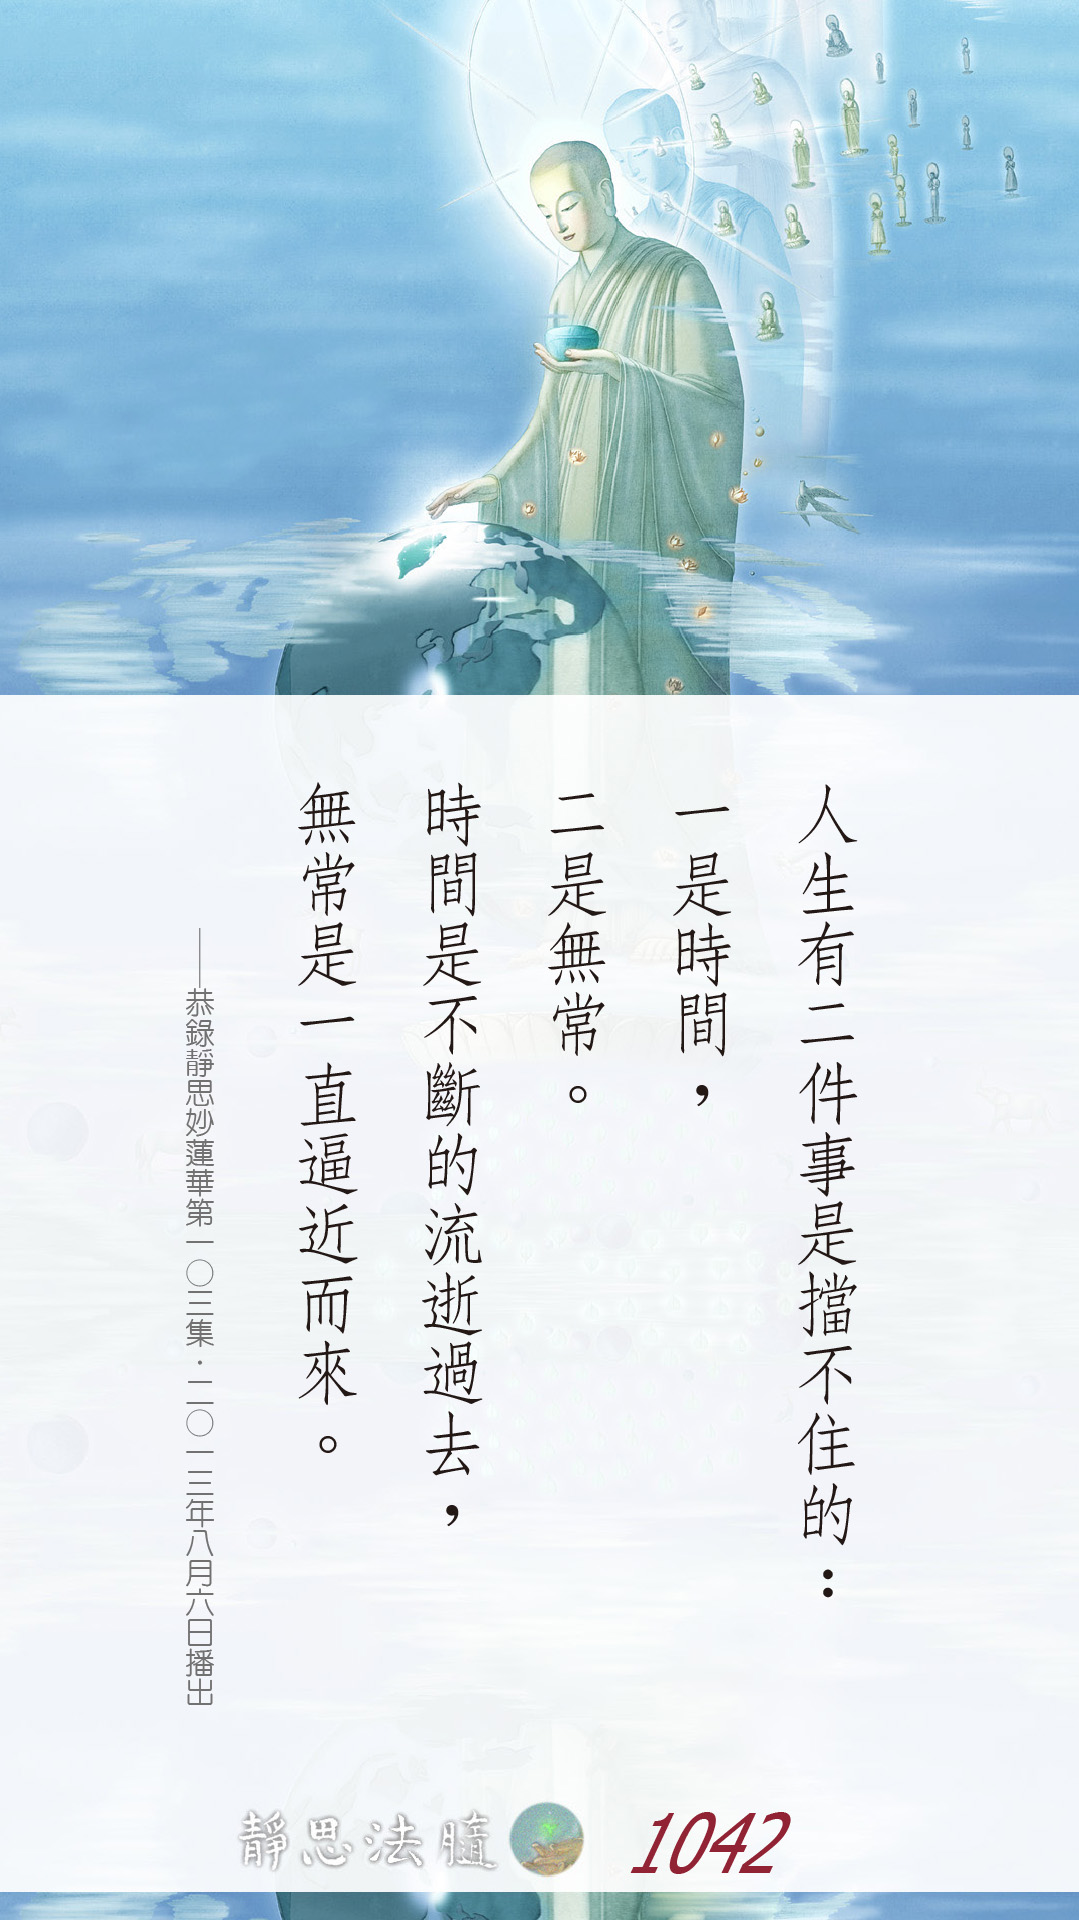 人生有二件事是擋不住的：
一是時間，
二是無常。
時間是不斷的流逝過去，
無常是一直逼近而來。
——恭錄靜思妙蓮華第一〇三集．二〇一三年八月六日播出
靜思法髓
1042